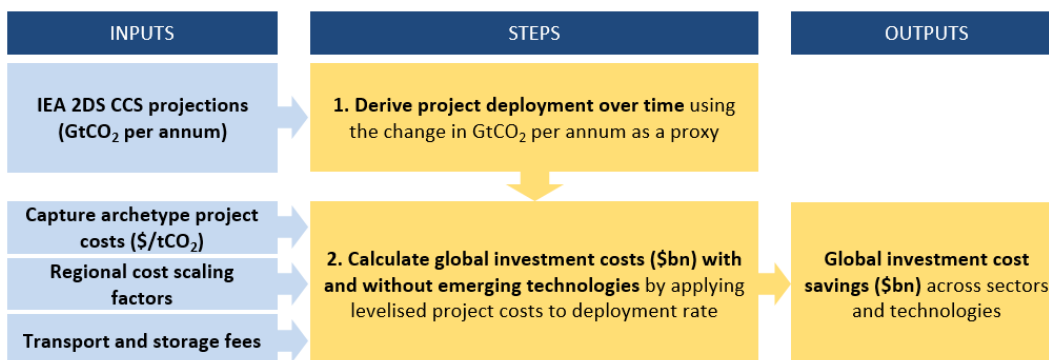 INPUTS
STEPS
OUTPUTS
IEA 2DS CCS projections
(GtCO₂ per annum)
1. Derive project deployment over time using
the change in GtCO₂ per annum as a proxy
Capture archetype project
costs ($/tCO₂)
Regional cost scaling
factors
Transport and storage fees
2. Calculate global investment costs ($bn) with
and without emerging technologies by applying
levelised project costs to deployment rate
Global investment cost
savings ($bn) across sectors
and technologies